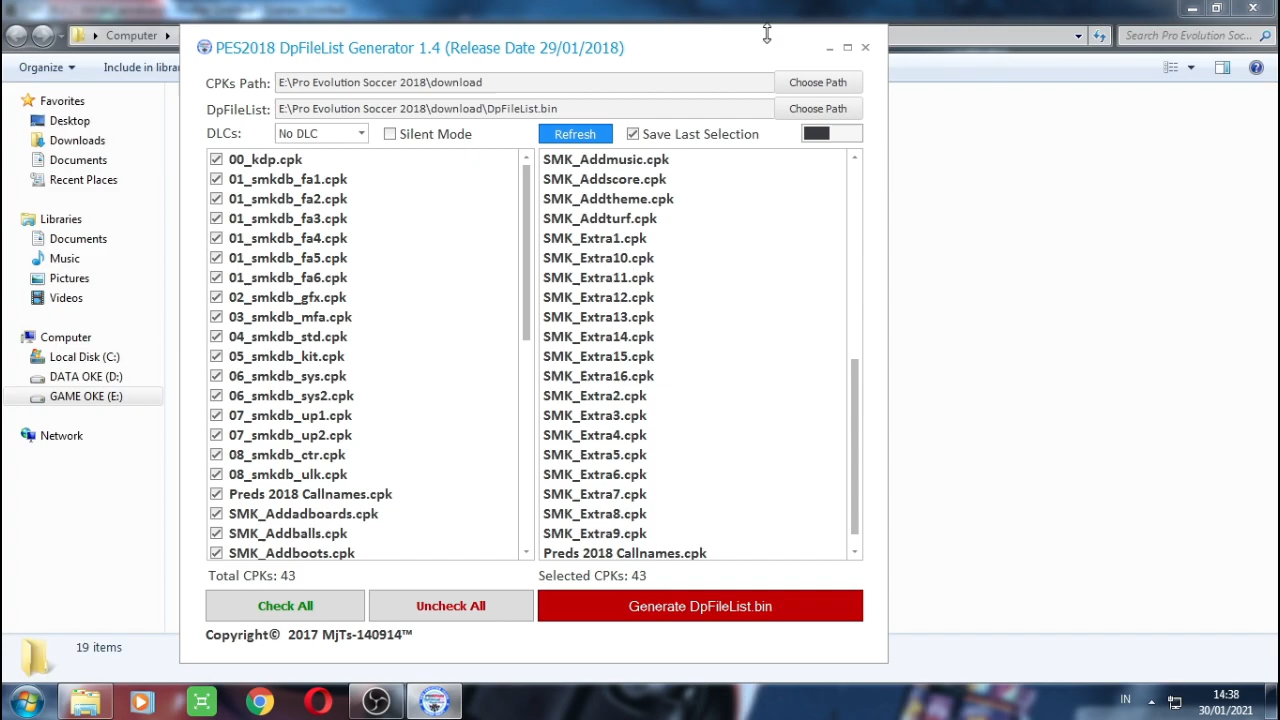 PES2018 DpFileList Generator 1.4 (Release Date 29/01/2018)
Computer
Search Pro Evolution Soc...
Organize
Include in libra
CPKs Path: E:\Pro Evolution Soccer 2018\download Choose Path
DpFileList: E:\Pro Evolution Soccer 2018\download\DpFileList.bin Choose Path
DLCs: No DLC Silent Mode Refresh Save Last Selection
Favorites
Desktop
Downloads
Documents
Recent Places
Libraries
Documents
Music
Pictures
Videos
Computer
Local Disk (C:)
DATA OKE (D:)
GAME OKE (E:)
Network
00_kdp.cpk
01_smkdb_fa1.cpk
01_smkdb_fa2.cpk
01_smkdb_fa3.cpk
01_smkdb_fa4.cpk
01_smkdb_fa5.cpk
01_smkdb_fa6.cpk
02_smkdb_gfx.cpk
03_smkdb_mfa.cpk
04_smkdb_std.cpk
05_smkdb_kit.cpk
06_smkdb_sys.cpk
06_smkdb_sys2.cpk
07_smkdb_up1.cpk
07_smkdb_up2.cpk
08_smkdb_ctr.cpk
08_smkdb_ulk.cpk
Preds 2018 Callnames.cpk
SMK_Addadboards.cpk
SMK_Addballs.cpk
SMK_Addboots.cpk
SMK_Addmusic.cpk
SMK_Addscore.cpk
SMK_Addtheme.cpk
SMK_Addturf.cpk
SMK_Extra1.cpk
SMK_Extra10.cpk
SMK_Extra11.cpk
SMK_Extra12.cpk
SMK_Extra13.cpk
SMK_Extra14.cpk
SMK_Extra15.cpk
SMK_Extra16.cpk
SMK_Extra2.cpk
SMK_Extra3.cpk
SMK_Extra4.cpk
SMK_Extra5.cpk
SMK_Extra6.cpk
SMK_Extra7.cpk
SMK_Extra8.cpk
SMK_Extra9.cpk
Preds 2018 Callnames.cpk
Total CPKs: 43
Selected CPKs: 43
Check All
Uncheck All
Generate DpFileList.bin
Copyright© 2017 MjTs-140914™
19 items
IN
14:38
30/01/2021